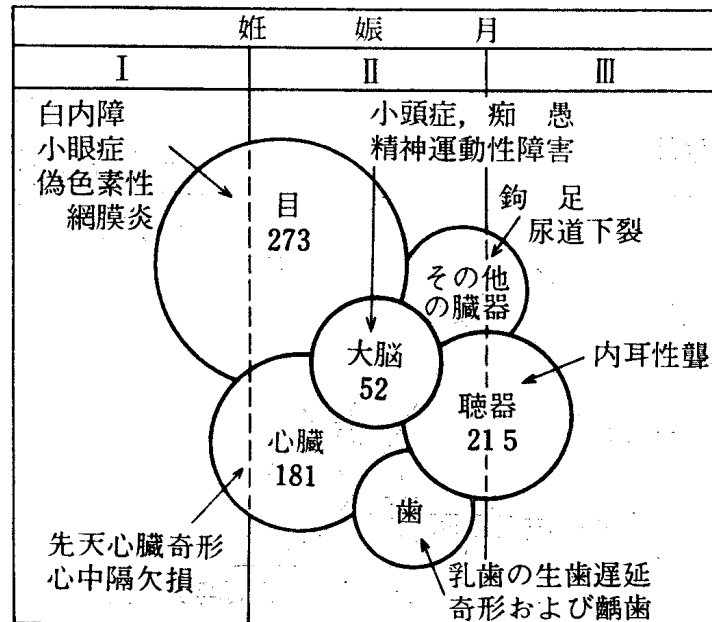 妊娠月
I II III
白内障
小眼症
偽色素性
網膜炎
小頭症，痴 愚
精神運動性障害
鉤 足
尿道下裂
目
273
その他
の臓器
大脳
52
内耳性聾
聴器
215
心臓
181
歯
先天心臓奇形
心中隔欠損
乳歯の生歯遅延
奇形および齲歯